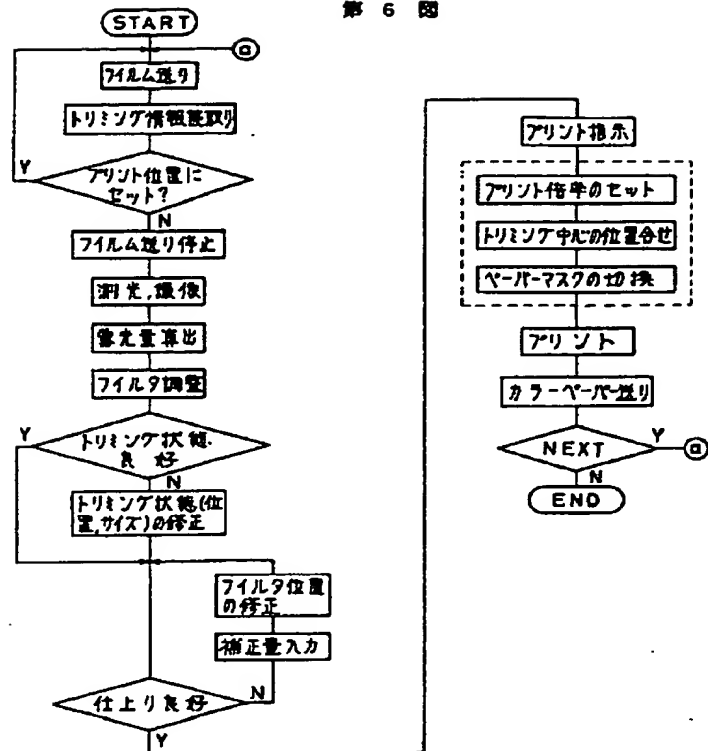 第 6 図
START
a
フイルム送り
トリミング情報読取り
プリント位置に
セット?
Y
N
フイルム送り停止
測光,撮像
露光量算出
フイルタ調整
トリミング状態
良好
Y
N
トリミング状態(位
置,サイズ)の修正
フイルタ位置
の修正
補正量入力
仕上り良好
N
Y
プリント指示
プリント倍率のセット
トリミング中心の位置合せ
ペーパーマスクの切換
プリント
カラーペーパー送り
NEXT
Y
a
N
END